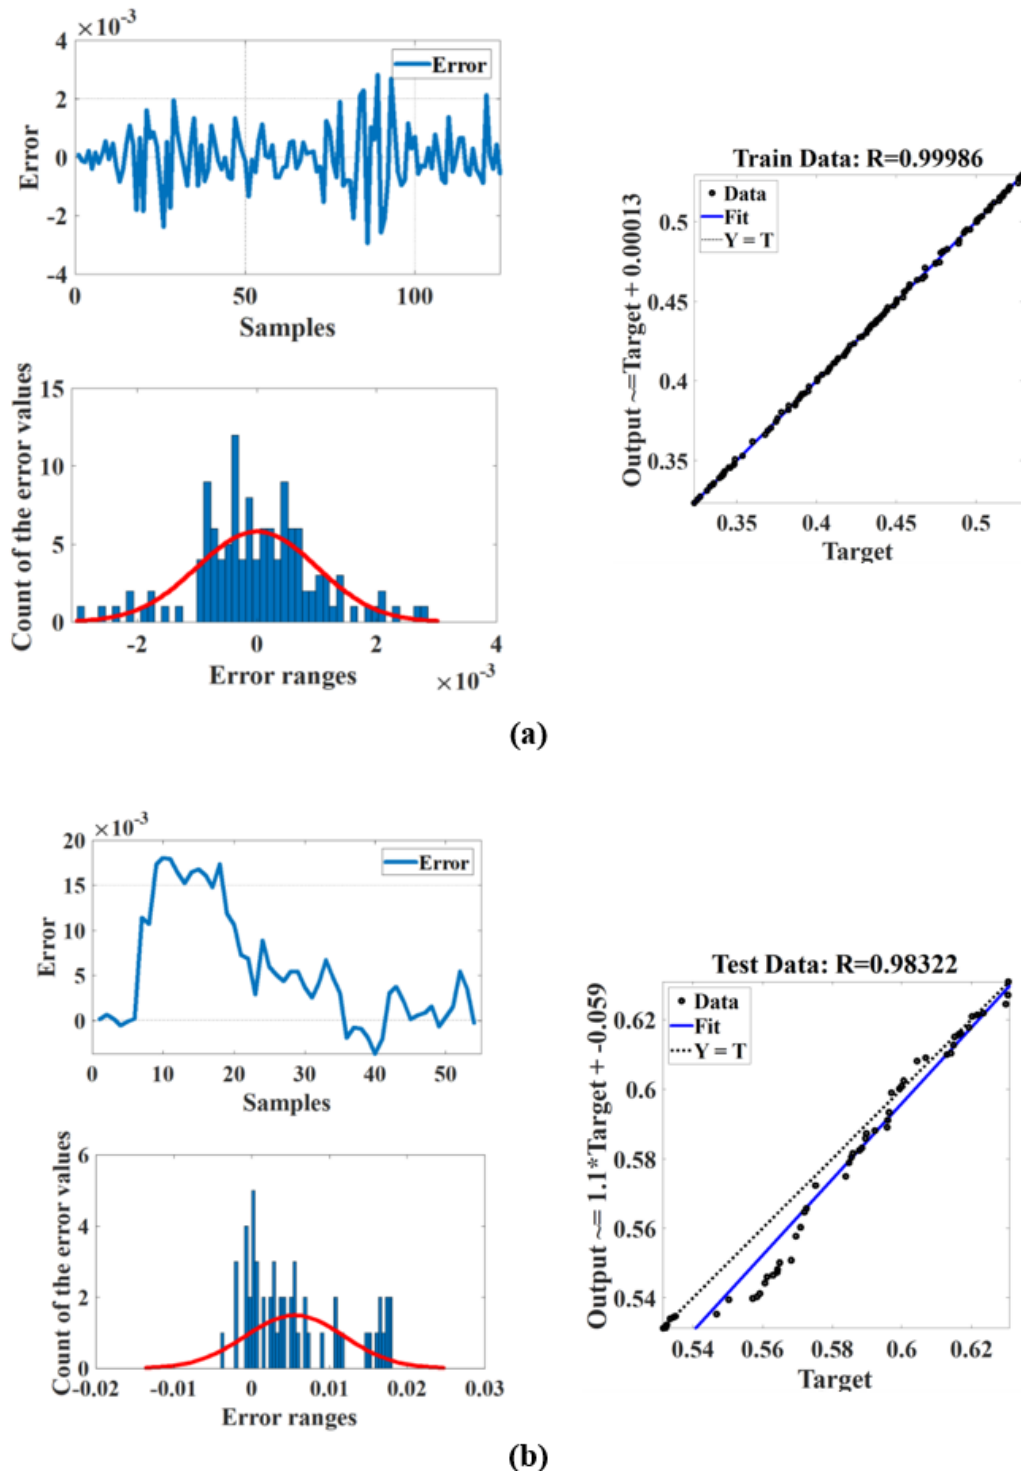 ×10⁻³
4
2
0
-2
-4
Error
Error
0
50
100
Samples
Train Data: R=0.99986
Data
Fit
Y = T
0.5
0.45
0.4
0.35
Output ~=Target + 0.00013
0.35
0.4
0.45
0.5
Target
15
10
5
0
Count of the error values
-2
0
2
4
Error ranges
×10⁻³
(a)
×10⁻³
20
15
10
5
0
Error
Error
0
10
20
30
40
50
Samples
Test Data: R=0.98322
Data
Fit
Y = T
0.62
0.6
0.58
0.56
0.54
Output ~= 1.1*Target + -0.059
0.54
0.56
0.58
0.6
0.62
Target
6
4
2
0
Count of the error values
-0.02
-0.01
0
0.01
0.02
0.03
Error ranges
(b)